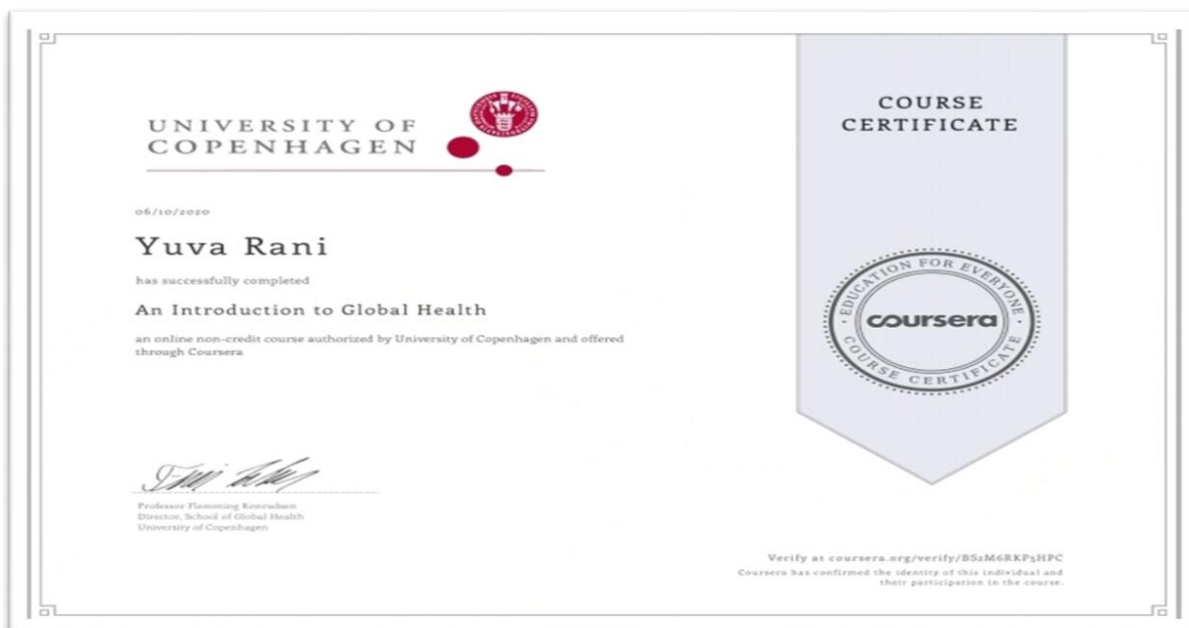 UNIVERSITY OF
COPENHAGEN
06/10/2020
Yuva Rani
has successfully completed
An Introduction to Global Health
an online non-credit course authorized by University of Copenhagen and offered
through Coursera
Professor Flemming Konradsen
Director, School of Global Health
University of Copenhagen
COURSE
CERTIFICATE
EDUCATION FOR EVERYONE
coursera
COURSE CERTIFICATE
Verify at coursera.org/verify/BS2M6RKP5HPC
Coursera has confirmed the identity of this individual and
their participation in the course.